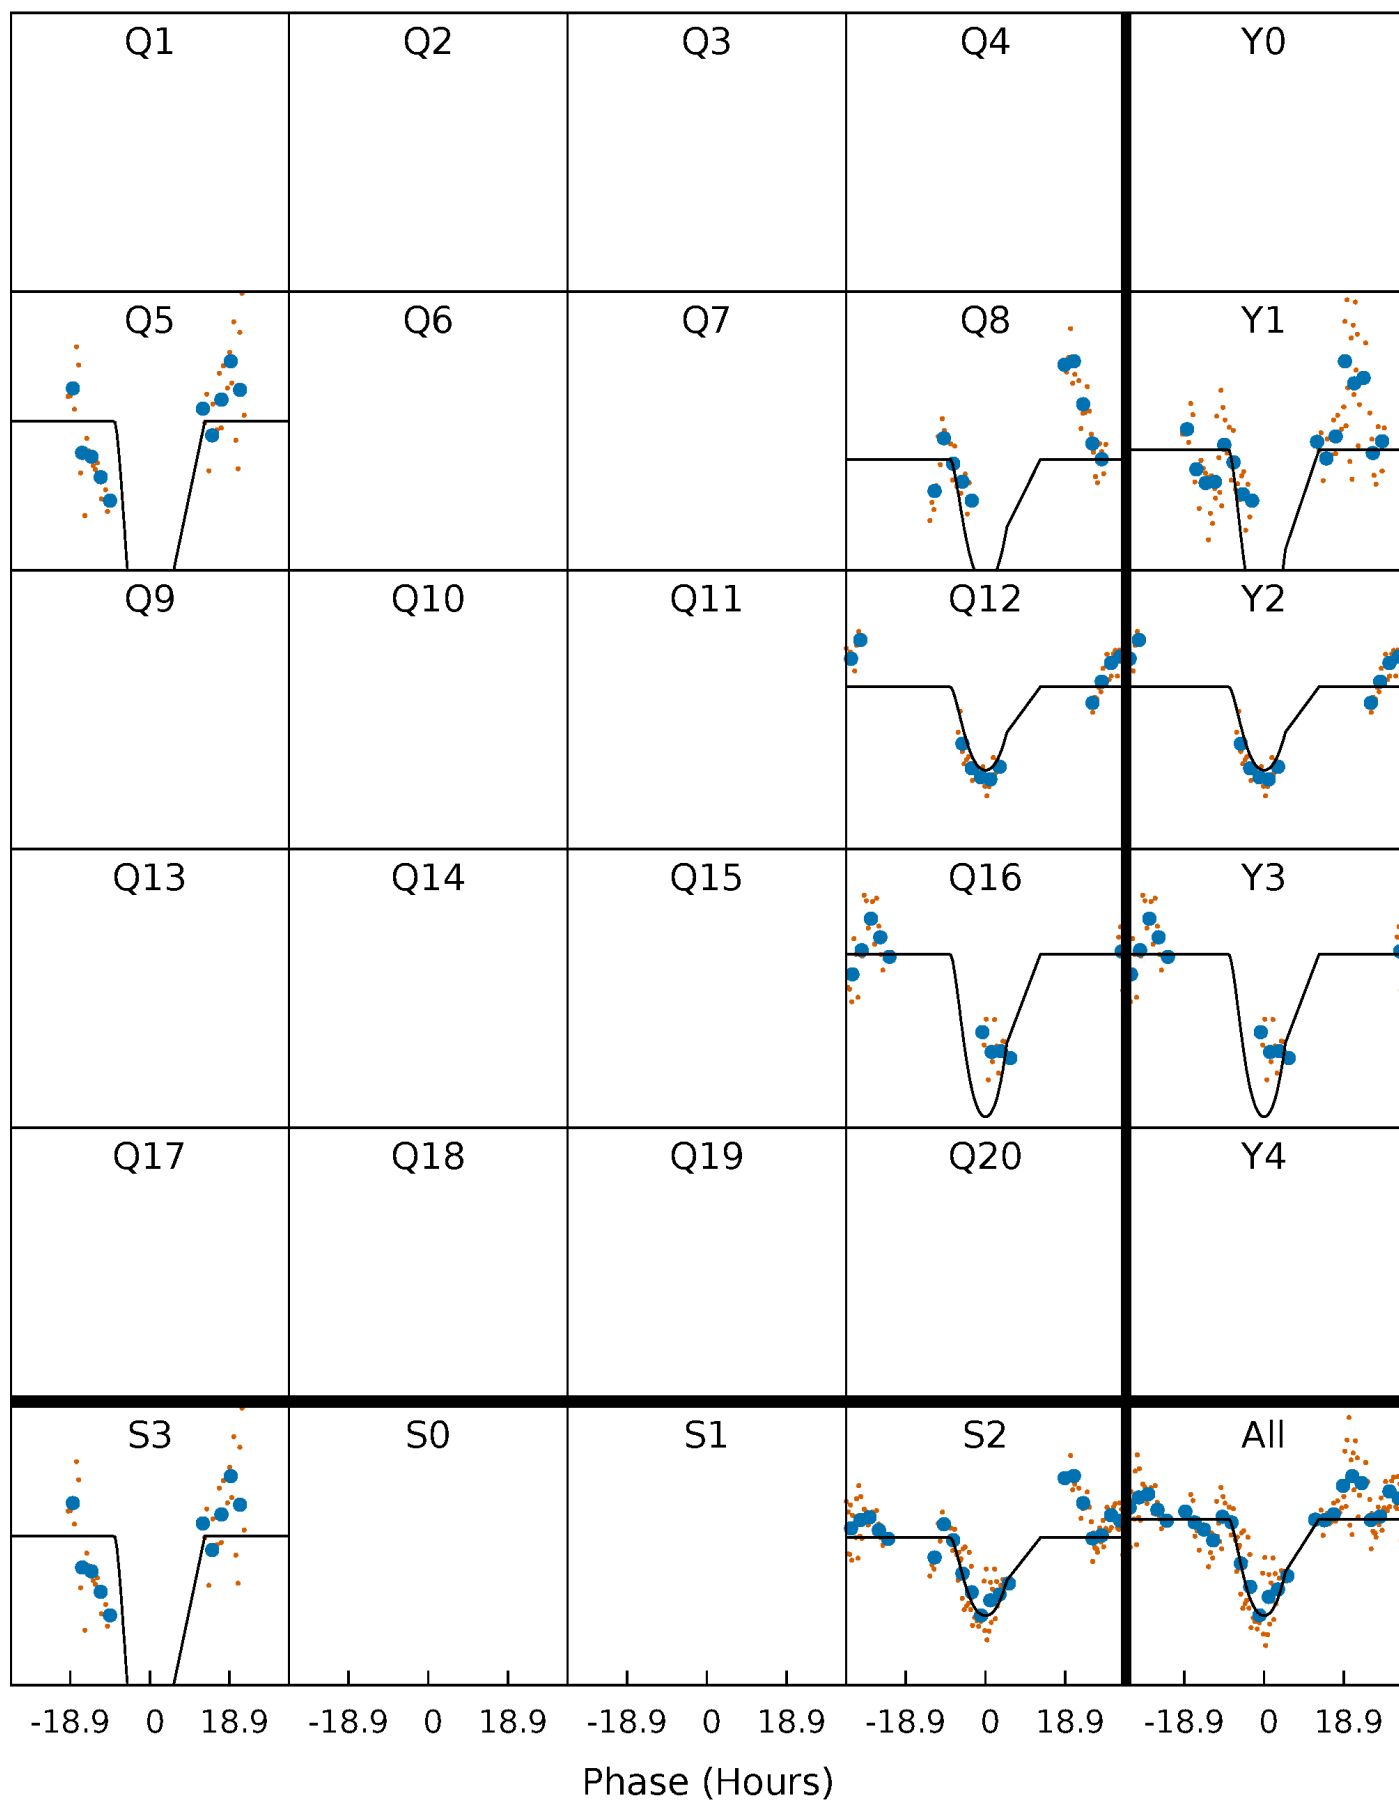 Q1 Q2 Q3 Q4 Y0
Q5 Q6 Q7 Q8 Y1
Q9 Q10 Q11 Q12 Y2
Q13 Q14 Q15 Q16 Y3
Q17 Q18 Q19 Q20 Y4
S3 S0 S1 S2 All
-18.9 0 18.9 -18.9 0 18.9 -18.9 0 18.9 -18.9 0 18.9 -18.9 0 18.9
Phase (Hours)